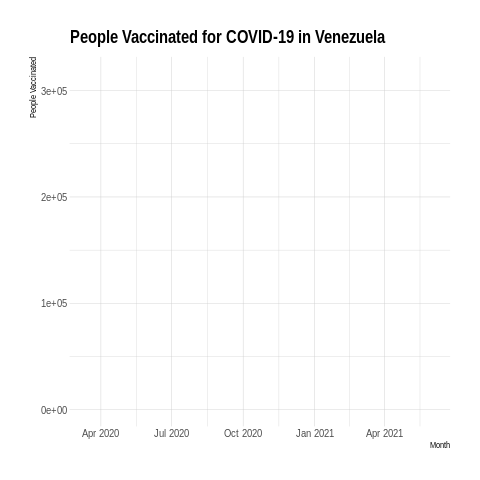 People Vaccinated for COVID-19 in Venezuela
People Vaccinated
3e+05
2e+05
1e+05
0e+00
Apr 2020 Jul 2020 Oct 2020 Jan 2021 Apr 2021
Month